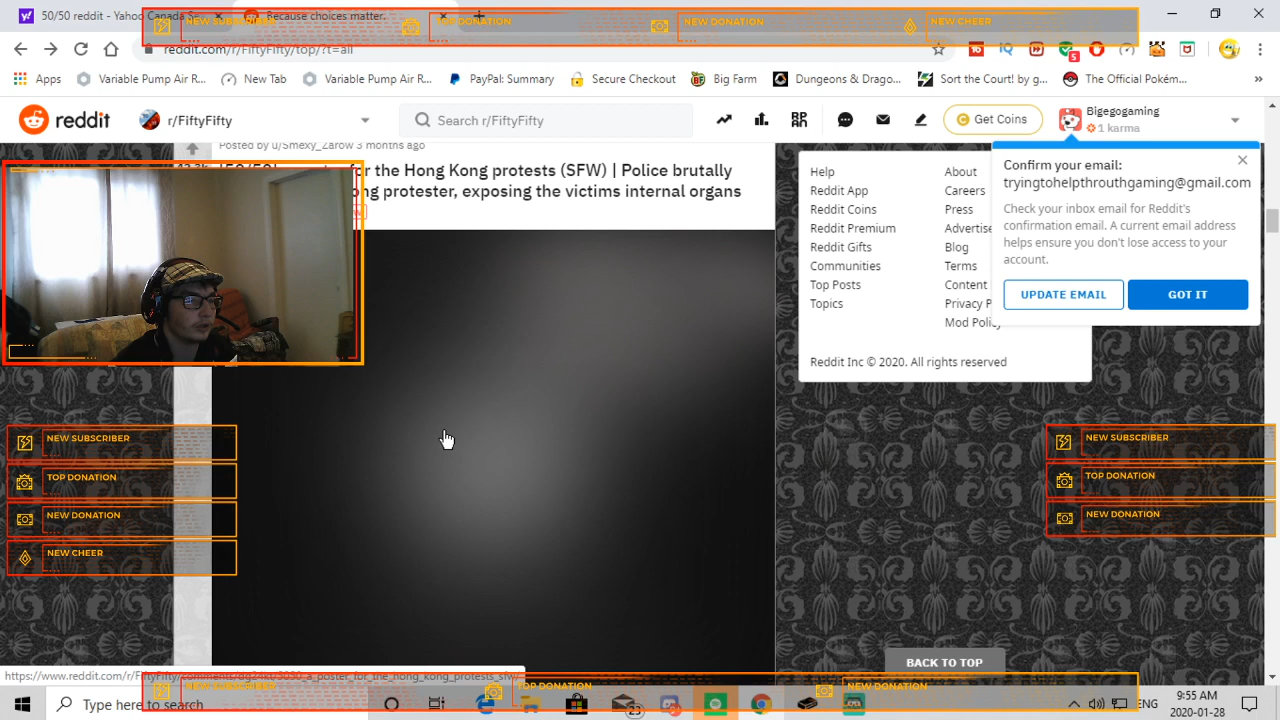 50/50 reddit - Yahoo Canada Se
Because choices matter.
NEW SUBSCRIBER
TOP DONATION
NEW DONATION
NEW CHEER
reddit.com/r/FiftyFifty/top/?t=all
5
Apps
Variable Pump Air R...
New Tab
Variable Pump Air R...
PayPal: Summary
Secure Checkout
Big Farm
Dungeons & Drago...
Sort the Court! by g...
The Official Pokém...
»
reddit
r/FiftyFifty
Search r/FiftyFifty
Get Coins
Bigegogaming
1 karma
Posted by u/Smexy_Zarow 3 months ago
for the Hong Kong protests (SFW) | Police brutally
protester, exposing the victims internal organs
Help
Reddit App
Reddit Coins
Reddit Premium
Reddit Gifts
Communities
Top Posts
Topics
About
Careers
Press
Advertise
Blog
Terms
Content
Privacy P
Mod Policy
Reddit Inc © 2020. All rights reserved
Confirm your email:
tryingtohelpthrouthgaming@gmail.com
Check your inbox email for Reddit's
confirmation email. A current email address
helps ensure you don't lose access to your
account.
UPDATE EMAIL
GOT IT
NEW SUBSCRIBER
TOP DONATION
NEW DONATION
NEW CHEER
NEW SUBSCRIBER
TOP DONATION
NEW DONATION
BACK TO TOP
NEW SUBSCRIBER
TOP DONATION
NEW DONATION
Type here to search
ENG
9:55 AM
2020-01-28